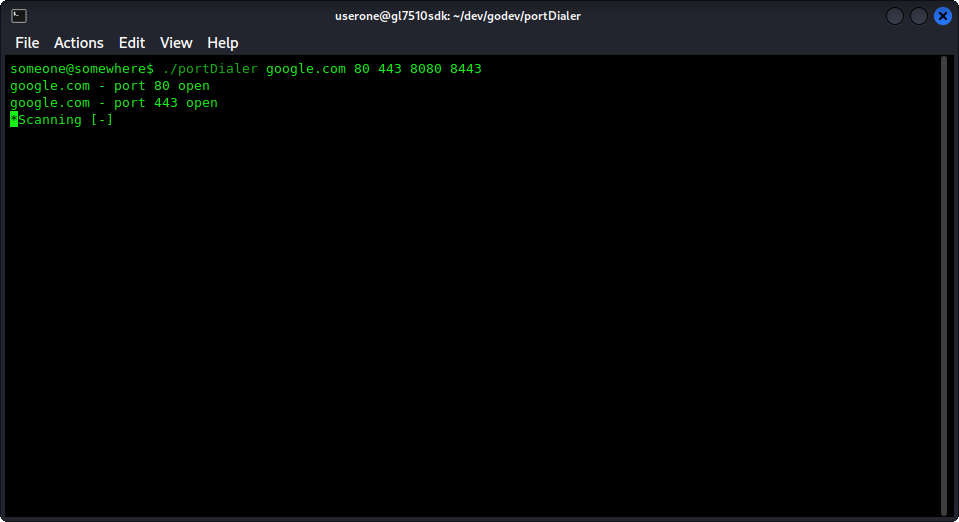 userone@gl7510sdk: ~/dev/godev/portDialer
File Actions Edit View Help
someone@somewhere$ ./portDialer google.com 80 443 8080 8443
google.com - port 80 open
google.com - port 443 open
*Scanning [-]